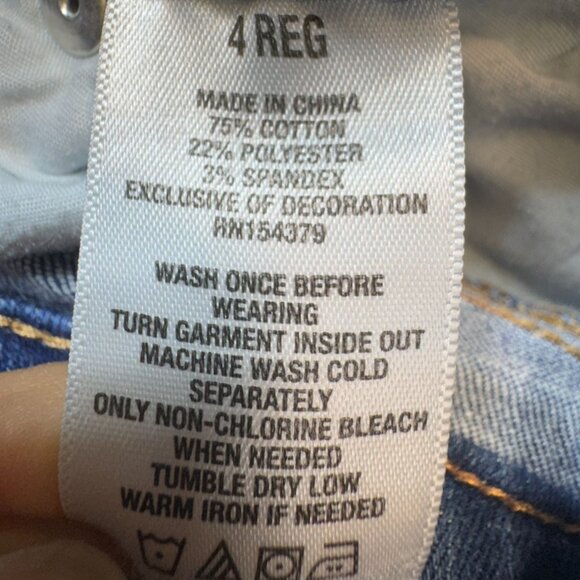 4 REG
MADE IN CHINA
75% COTTON
22% POLYESTER
3% SPANDEX
EXCLUSIVE OF DECORATION
RN154379
WASH ONCE BEFORE
WEARING
TURN GARMENT INSIDE OUT
MACHINE WASH COLD
SEPARATELY
ONLY NON-CHLORINE BLEACH
WHEN NEEDED
TUMBLE DRY LOW
WARM IRON IF NEEDED